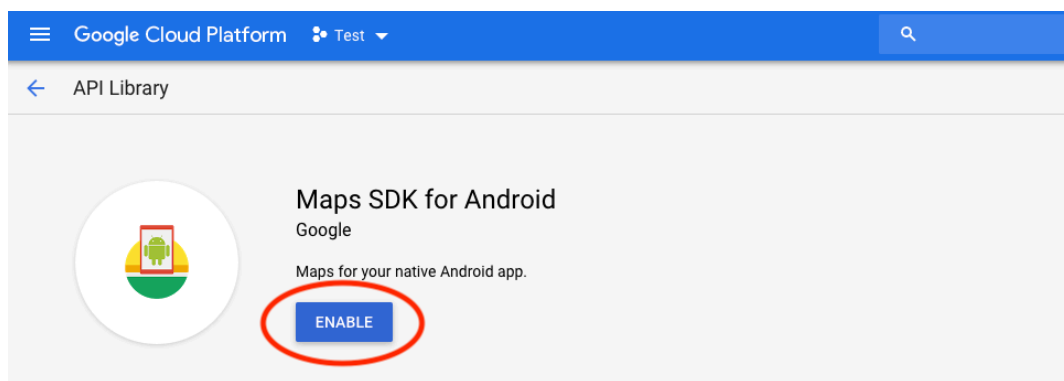 Google Cloud Platform Test
API Library
Maps SDK for Android
Google
Maps for your native Android app.
ENABLE